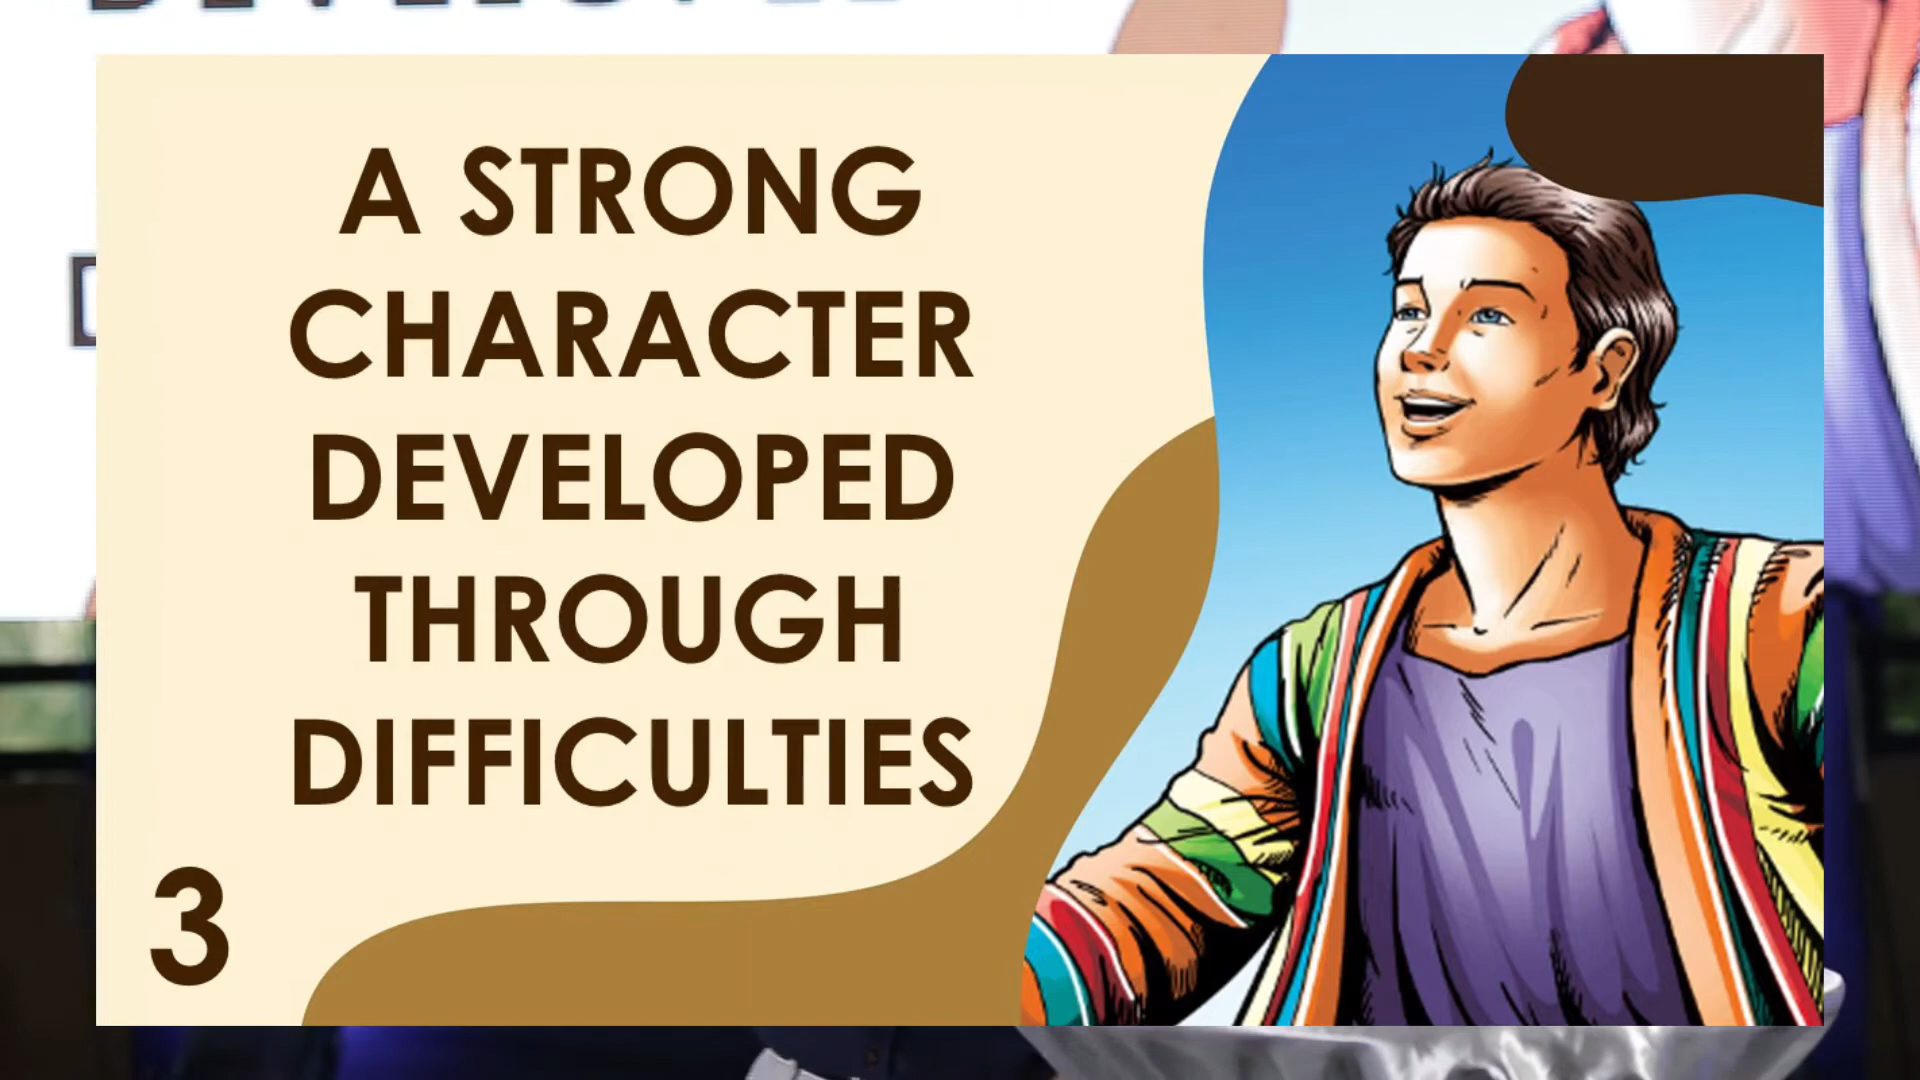 A STRONG
CHARACTER
DEVELOPED
THROUGH
DIFFICULTIES
3